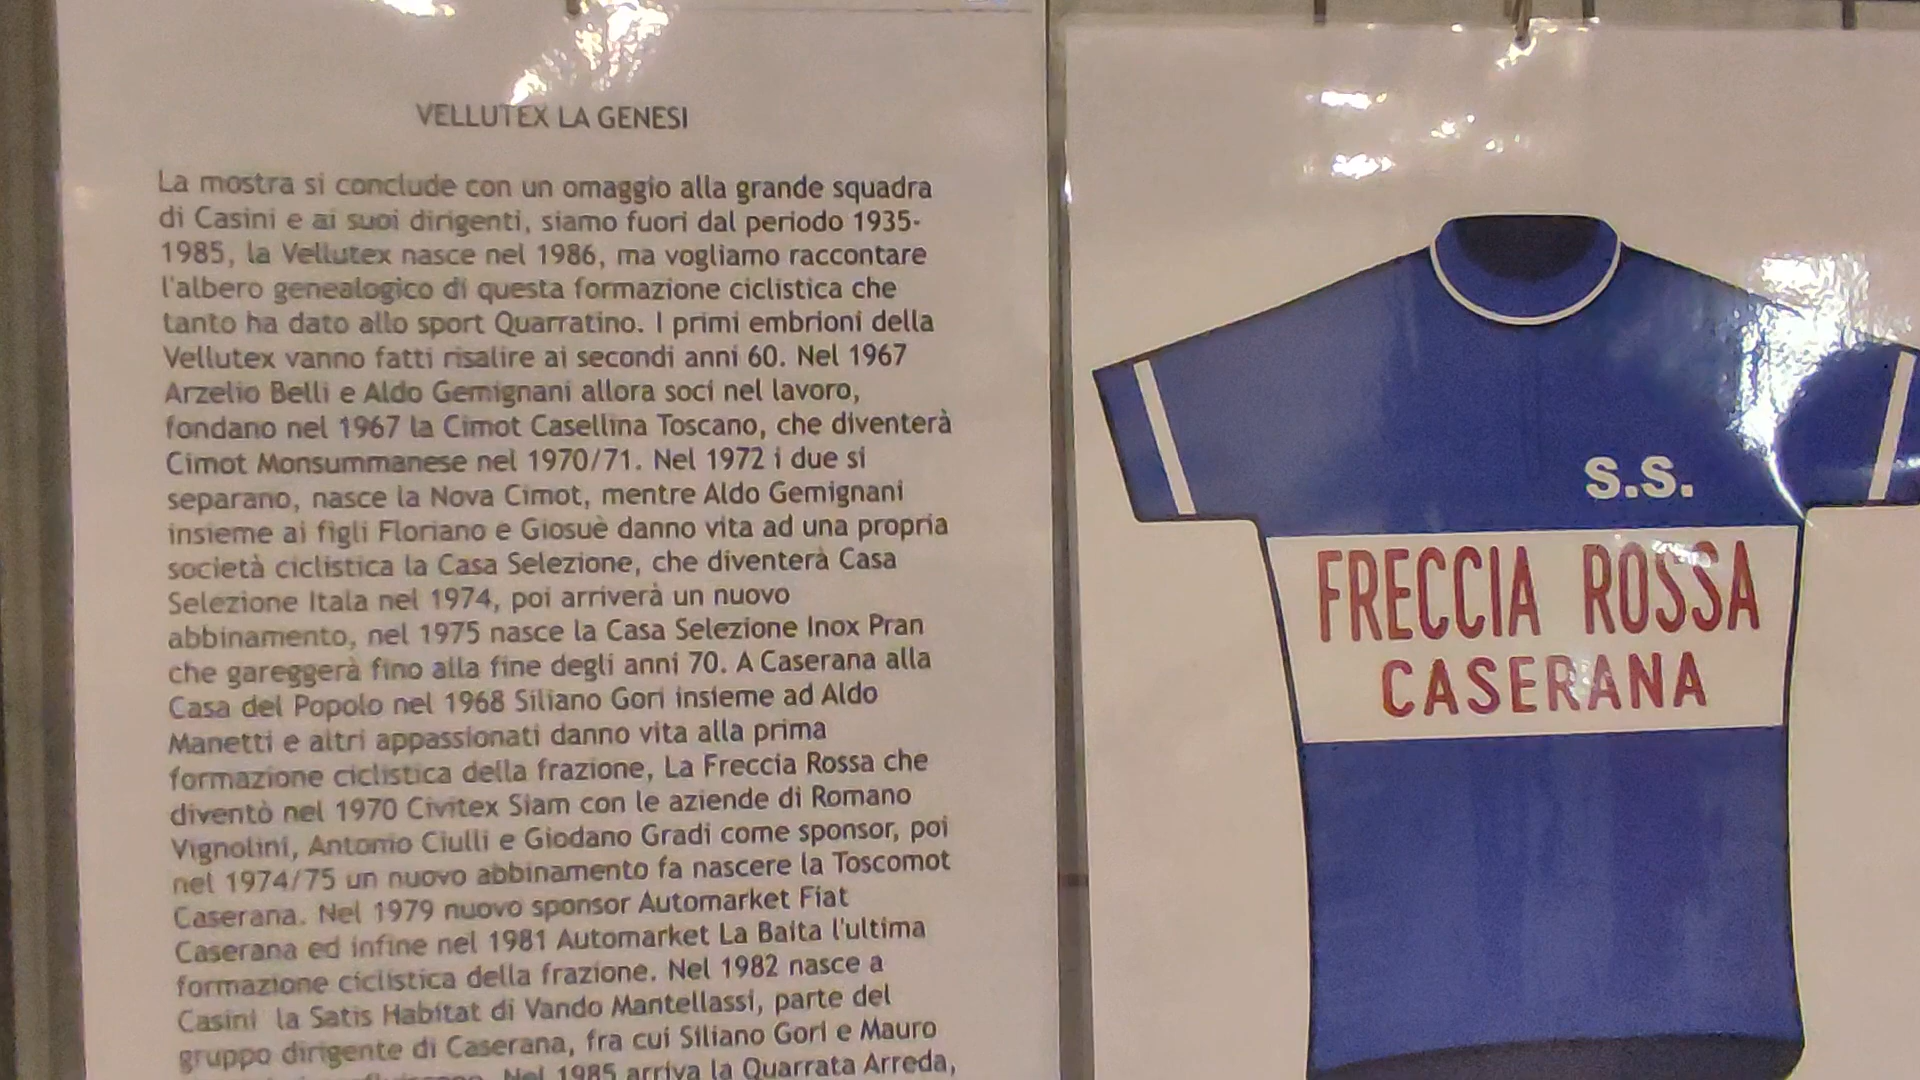 VELLUTEX LA GENESI
La mostra si conclude con un omaggio alla grande squadra
di Casini e ai suoi dirigenti, siamo fuori dal periodo 1935-
1985, la Vellutex nasce nel 1986, ma vogliamo raccontare
l'albero genealogico di questa formazione ciclistica che
tanto ha dato allo sport Quarratino. I primi embrioni della
Vellutex vanno fatti risalire ai secondi anni 60. Nel 1967
Arzelio Belli e Aldo Gemignani allora soci nel lavoro,
fondano nel 1967 la Cimot Casellina Toscano, che diventerà
Cimot Monsummanese nel 1970/71. Nel 1972 i due si
separano, nasce la Nova Cimot, mentre Aldo Gemignani
insieme ai figli Floriano e Giosuè danno vita ad una propria
società ciclistica la Casa Selezione, che diventerà Casa
Selezione Itala nel 1974, poi arriverà un nuovo
abbinamento, nel 1975 nasce la Casa Selezione Inox Pran
che gareggerà fino alla fine degli anni 70. A Caserana alla
Casa del Popolo nel 1968 Siliano Gori insieme ad Aldo
Manetti e altri appassionati danno vita alla prima
formazione ciclistica della frazione, La Freccia Rossa che
diventò nel 1970 Civitex Siam con le aziende di Romano
Vignolini, Antonio Ciulli e Giodano Gradi come sponsor, poi
nel 1974/75 un nuovo abbinamento fa nascere la Toscomot
Caserana. Nel 1979 nuovo sponsor Automarket Fiat
Caserana ed infine nel 1981 Automarket La Baita l'ultima
formazione ciclistica della frazione. Nel 1982 nasce a
Casini la Satis Habitat di Vando Mantellassi, parte del
gruppo dirigente di Caserana, fra cui Siliano Gori e Mauro
Nel 1985 arriva la Quarrata Arreda,
S.S.
FRECCIA ROSSA
CASERANA